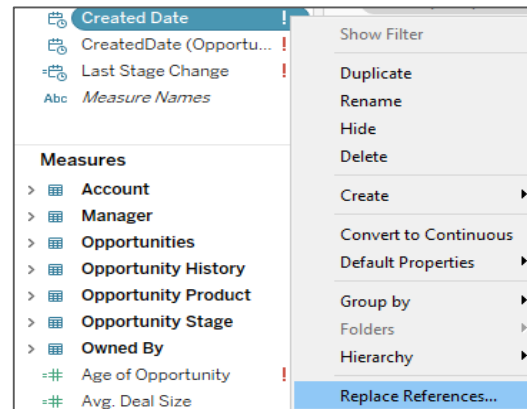 Created Date !
CreatedDate (Opportu... !
Last Stage Change !
Abc Measure Names
Measures
Account
Manager
Opportunities
Opportunity History
Opportunity Product
Opportunity Stage
Owned By
Age of Opportunity !
Avg. Deal Size
Show Filter
Duplicate
Rename
Hide
Delete
Create
Convert to Continuous
Default Properties
Group by
Folders
Hierarchy
Replace References...